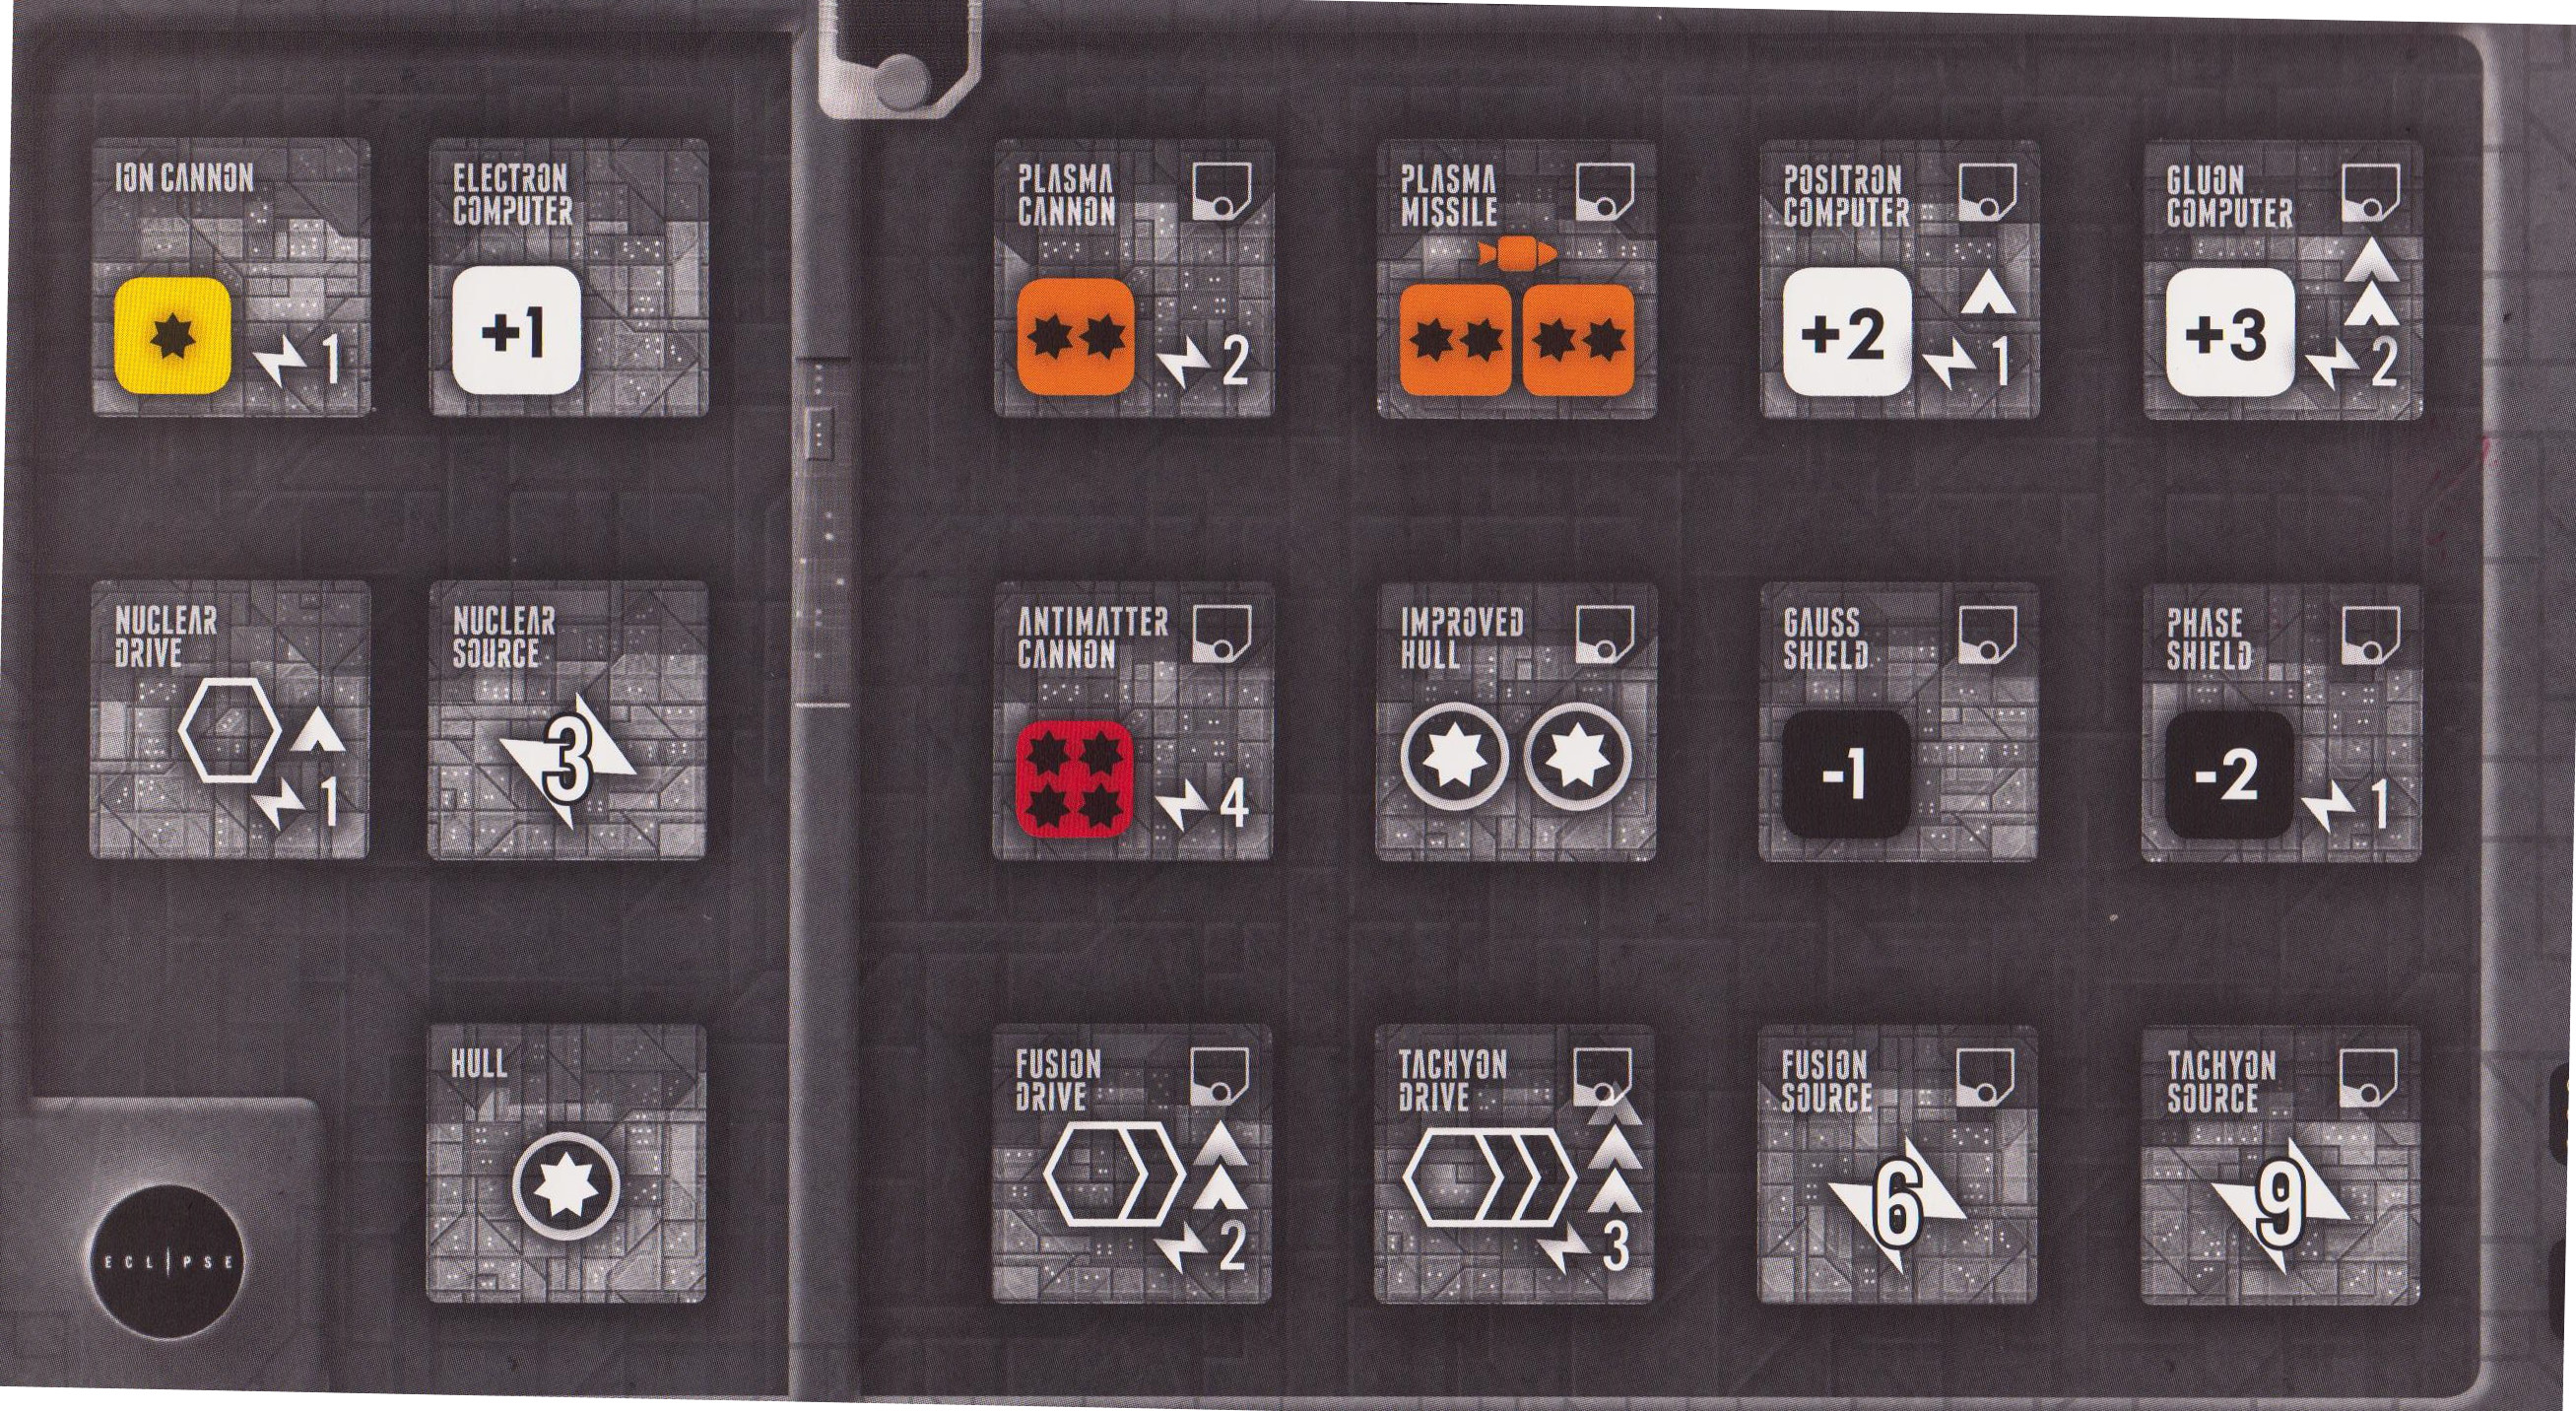 ION CANNON
1
ELECTRON
COMPUTER
+1
PLASMA
CANNON
2
PLASMA
MISSILE
POSITRON
COMPUTER
+2
1
GLUON
COMPUTER
+3
2
NUCLEAR
DRIVE
1
NUCLEAR
SOURCE
3
ANTIMATTER
CANNON
4
IMPROVED
HULL
GAUSS
SHIELD
-1
PHASE
SHIELD
-2
1
HULL
FUSION
DRIVE
2
TACHYON
DRIVE
3
FUSION
SOURCE
6
TACHYON
SOURCE
9
ECLIPSE